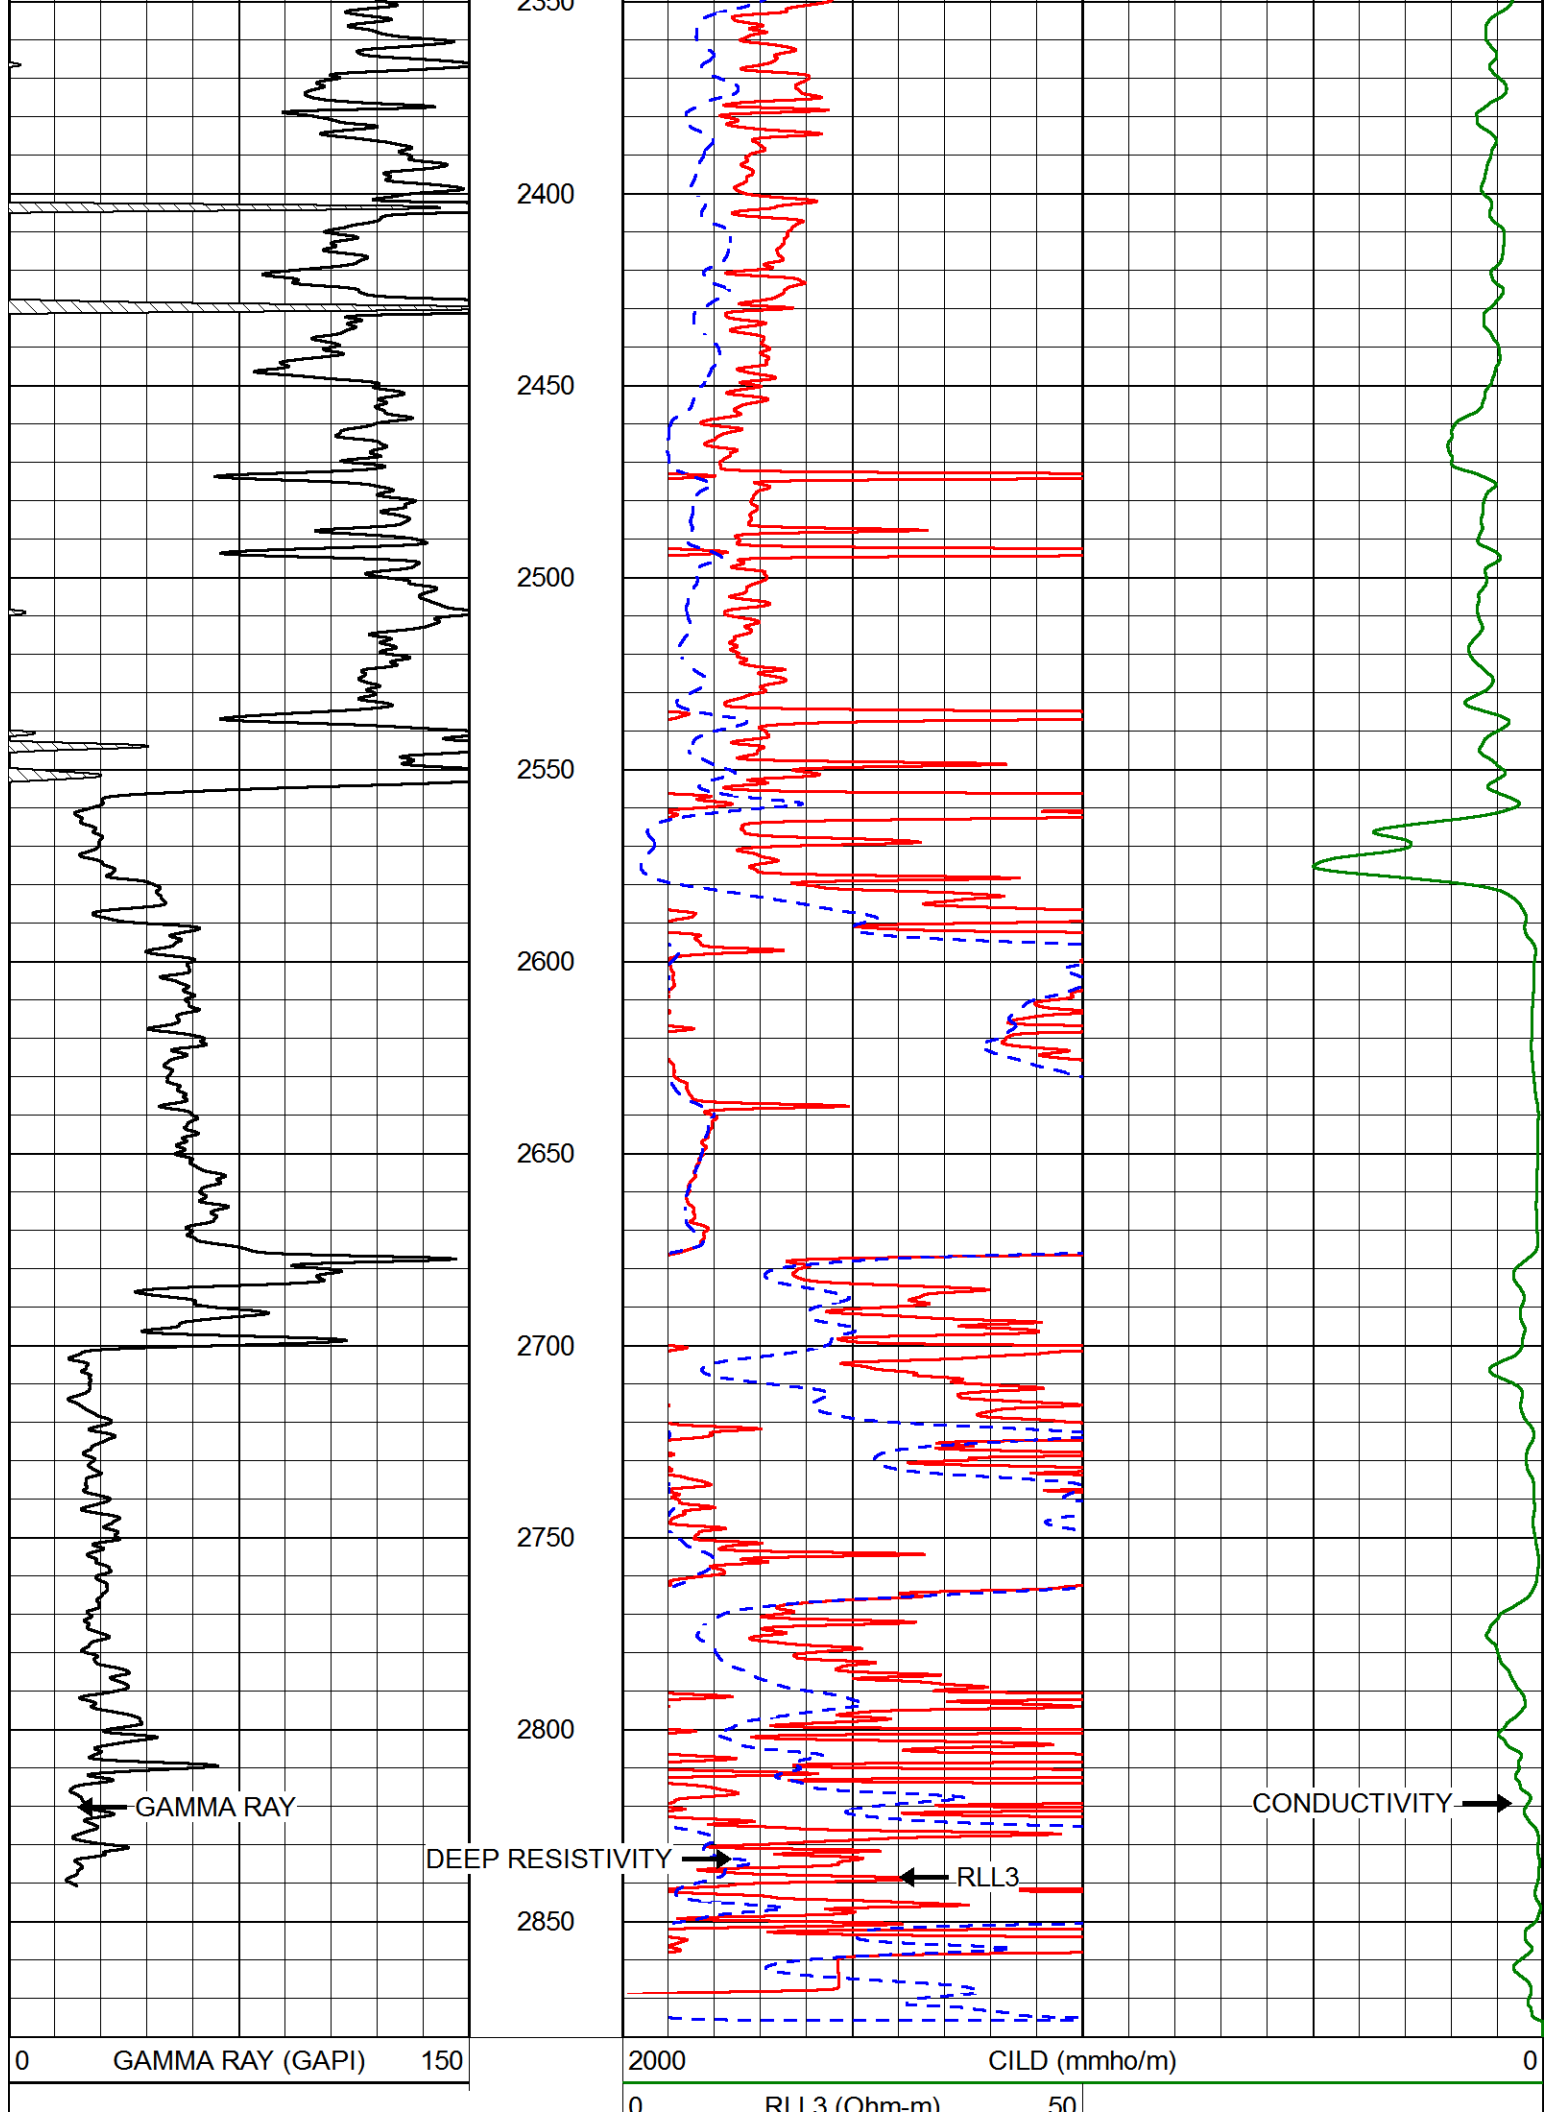 2350
2400
2450
2500
2550
2600
2650
2700
2750
2800
GAMMA RAY
CONDUCTIVITY
DEEP RESISTIVITY
RLL3
2850
0 GAMMA RAY (GAPI) 150
2000 CILD (mmho/m) 0
0 RLL3 (Ohm-m) 50